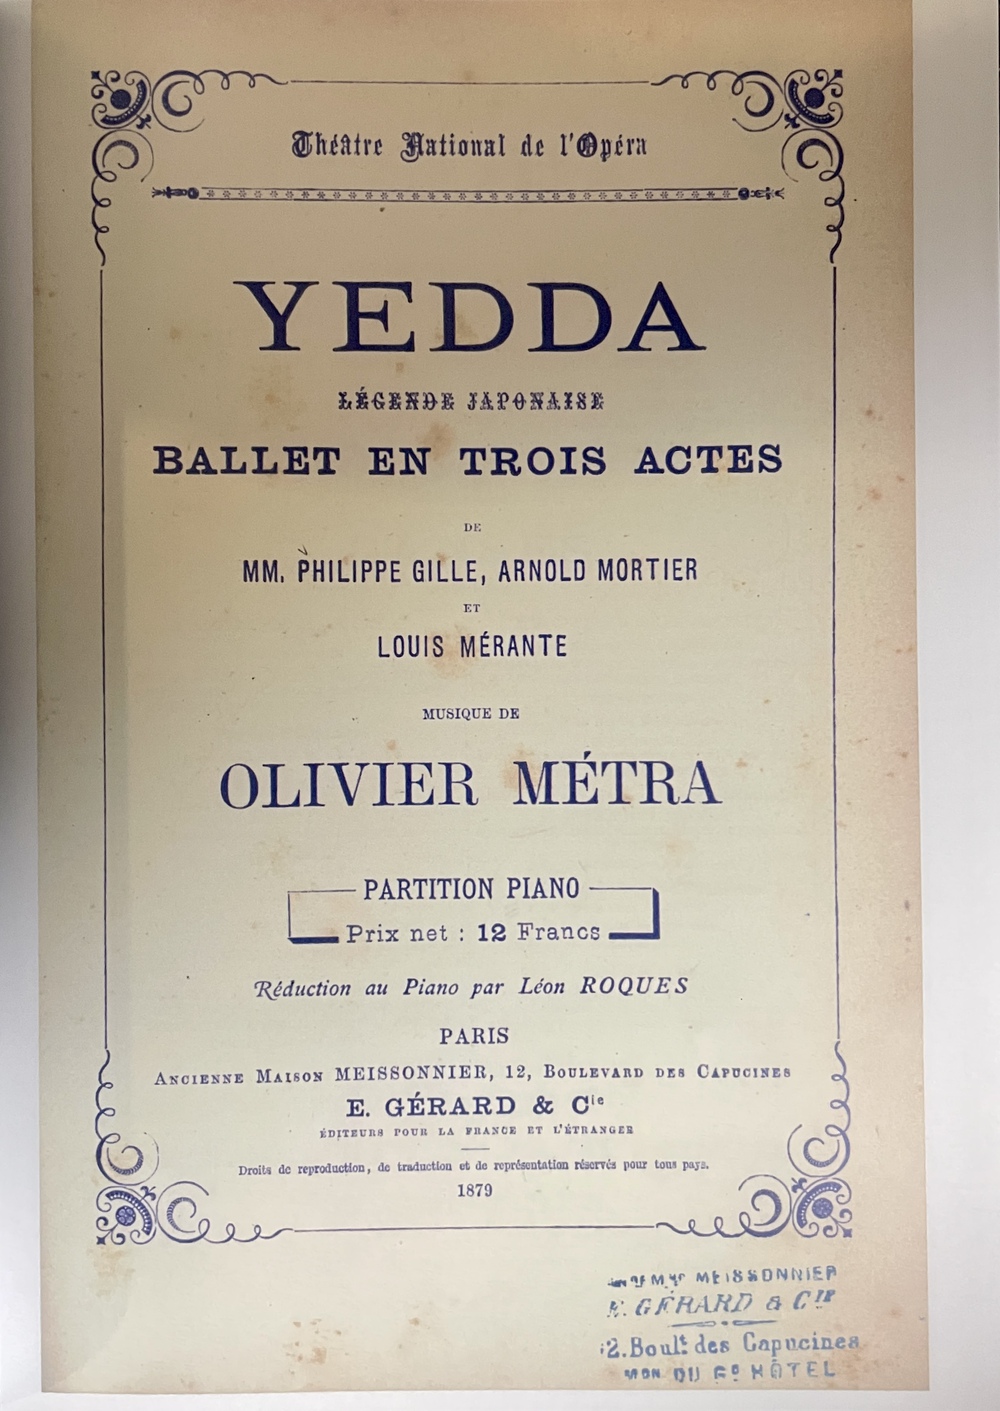 Théâtre National de l'Opéra
YEDDA
LÉGENDE JAPONAISE
BALLET EN TROIS ACTES
DE
MM. PHILIPPE GILLE, ARNOLD MORTIER
ET
LOUIS MÉRANTE
MUSIQUE DE
OLIVIER MÉTRA
PARTITION PIANO
Prix net : 12 Francs
Réduction au Piano par Léon ROQUES
PARIS
ANCIENNE MAISON MEISSONNIER, 12, BOULEVARD DES CAPUCINES
E. GÉRARD & Cie
ÉDITEURS POUR LA FRANCE ET L'ÉTRANGER
Droits de reproduction, de traduction et de représentation réservés pour tous pays.
1879
MEISSONNIER
E. GÉRARD & CIE
12. Boult. des Capucines
MON DU GD HÔTEL